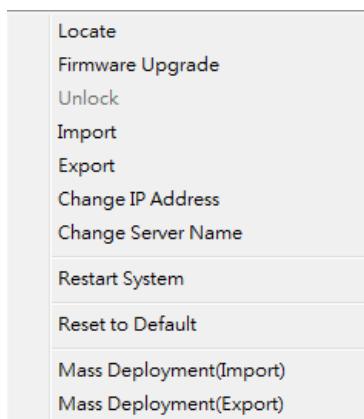 Locate
Firmware Upgrade
Unlock
Import
Export
Change IP Address
Change Server Name
Restart System
Reset to Default
Mass Deployment(Import)
Mass Deployment(Export)